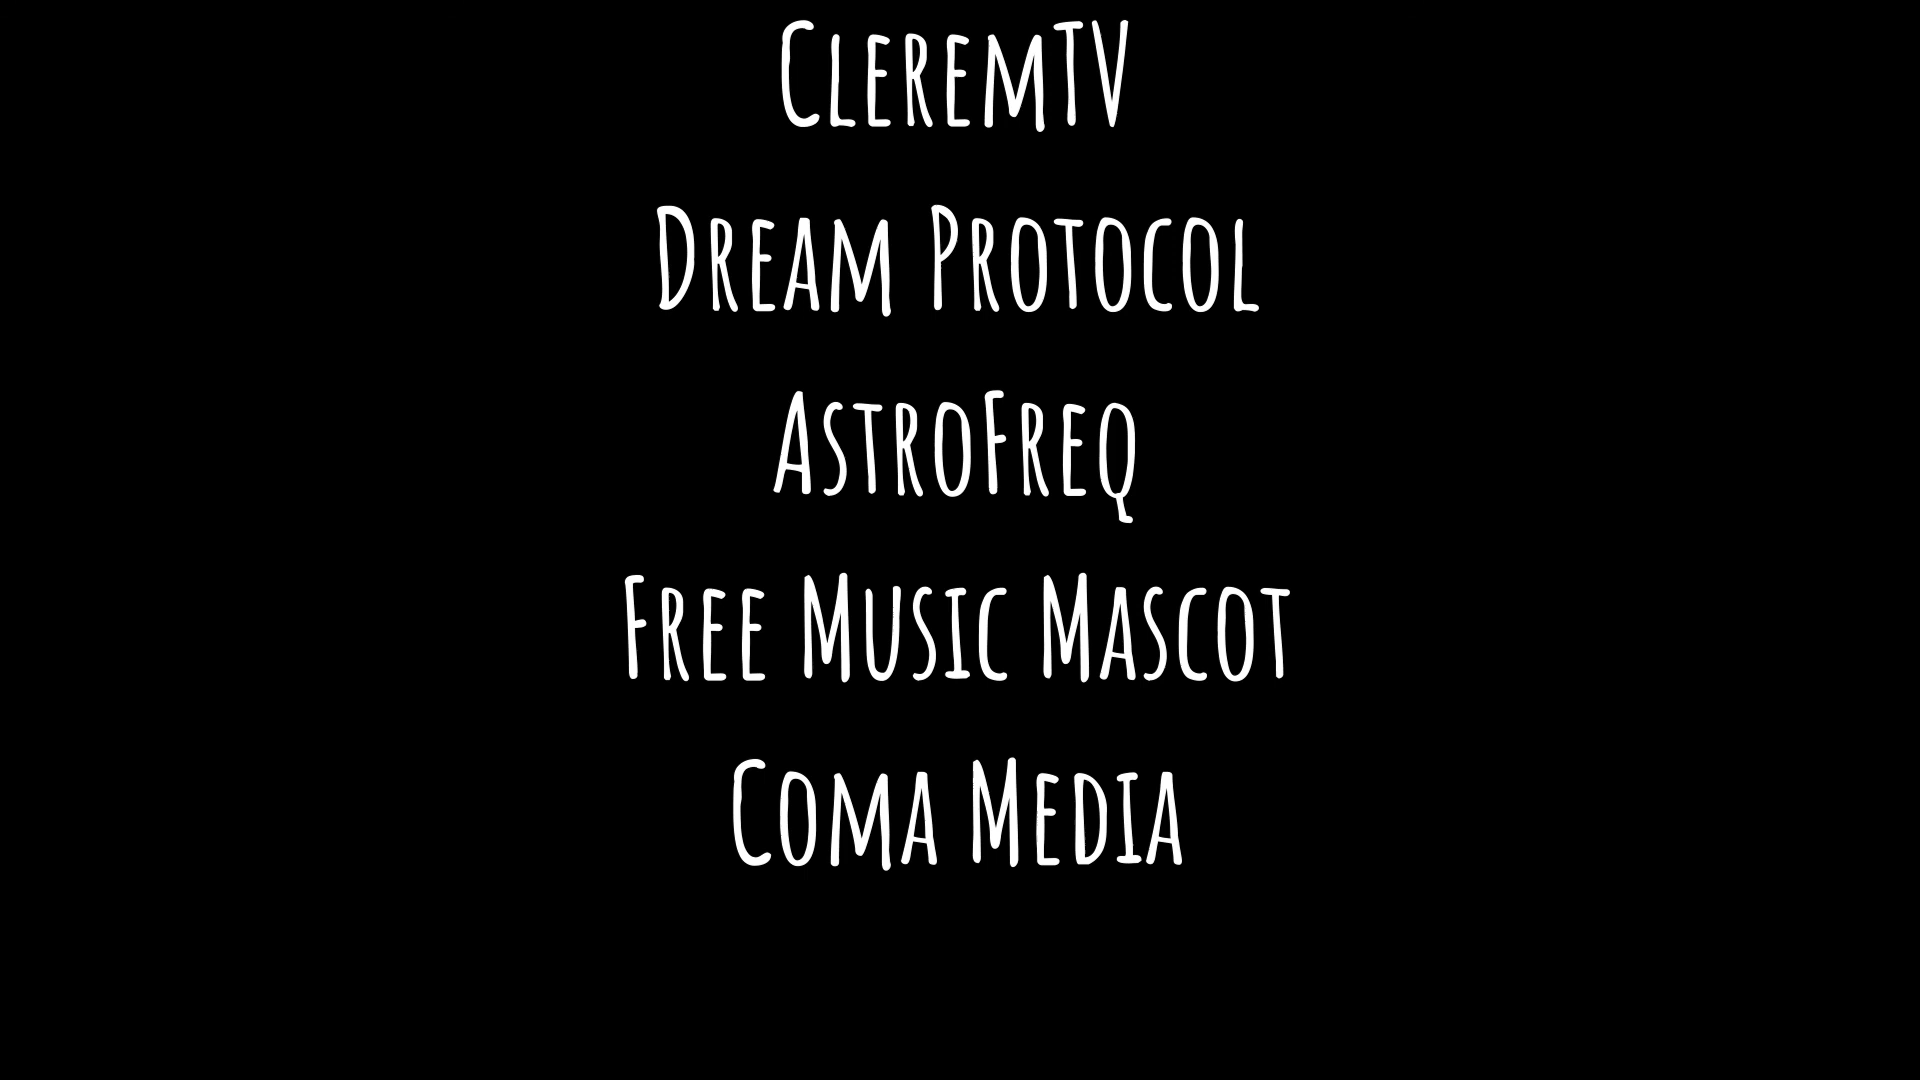 CleremTV
Dream Protocol
AstroFreq
Free Music Mascot
Coma Media